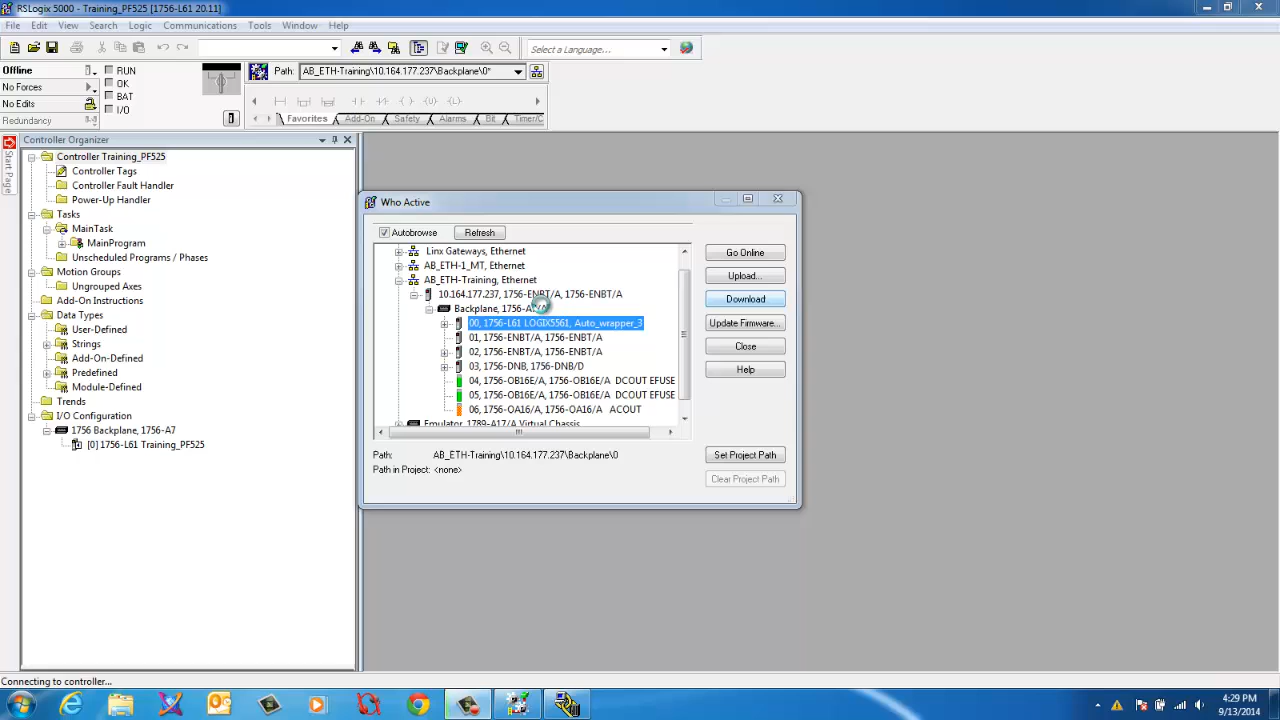 RSLogix 5000 - Training_PF525 [1756-L61 20.11]
File Edit View Search Logic Communications Tools Window Help
Select a Language...
Offline RUN Path: AB_ETH-Training\10.164.177.237\Backplane\0*
No Forces OK
No Edits BAT
Redundancy I/O Favorites Add-On Safety Alarms Bit Timer/C
Controller Organizer
Start Page
Controller Training_PF525
Controller Tags
Controller Fault Handler
Power-Up Handler
Tasks
MainTask
MainProgram
Unscheduled Programs / Phases
Motion Groups
Ungrouped Axes
Add-On Instructions
Data Types
User-Defined
Strings
Add-On-Defined
Predefined
Module-Defined
Trends
I/O Configuration
1756 Backplane, 1756-A7
[0] 1756-L61 Training_PF525
Who Active
Autobrowse Refresh
Linx Gateways, Ethernet
AB_ETH-1_MT, Ethernet
AB_ETH-Training, Ethernet
10.164.177.237, 1756-ENBT/A, 1756-ENBT/A
Backplane, 1756-A7/A
00, 1756-L61 LOGIX5561, Auto_wrapper_3
01, 1756-ENBT/A, 1756-ENBT/A
02, 1756-ENBT/A, 1756-ENBT/A
03, 1756-DNB, 1756-DNB/D
04, 1756-OB16E/A, 1756-OB16E/A DCOUT EFUSE
05, 1756-OB16E/A, 1756-OB16E/A DCOUT EFUSE
06, 1756-OA16/A, 1756-OA16/A ACOUT
Emulator, 1789-A17/A Virtual Chassis
Go Online
Upload...
Download
Update Firmware...
Close
Help
Path: AB_ETH-Training\10.164.177.237\Backplane\0
Path in Project: <none>
Set Project Path
Clear Project Path
Connecting to controller...
4:29 PM
9/13/2014